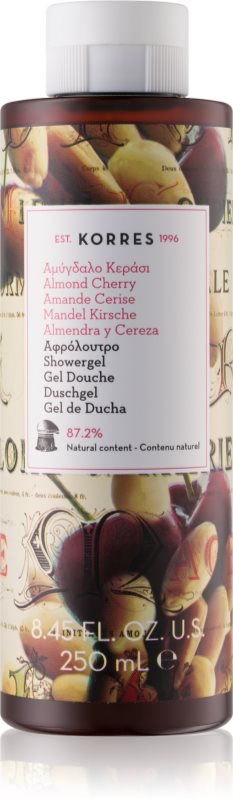 EST. KORRES 1996
Αμύγδαλο Κεράσι
Almond Cherry
Amande Cerise
Mandel Kirsche
Almendra y Cereza
Αφρόλουτρο
Showergel
Gel Douche
Duschgel
Gel de Ducha
87.2%
Natural content - Contenu naturel
8.45 FL. OZ. U.S.
250 mL e